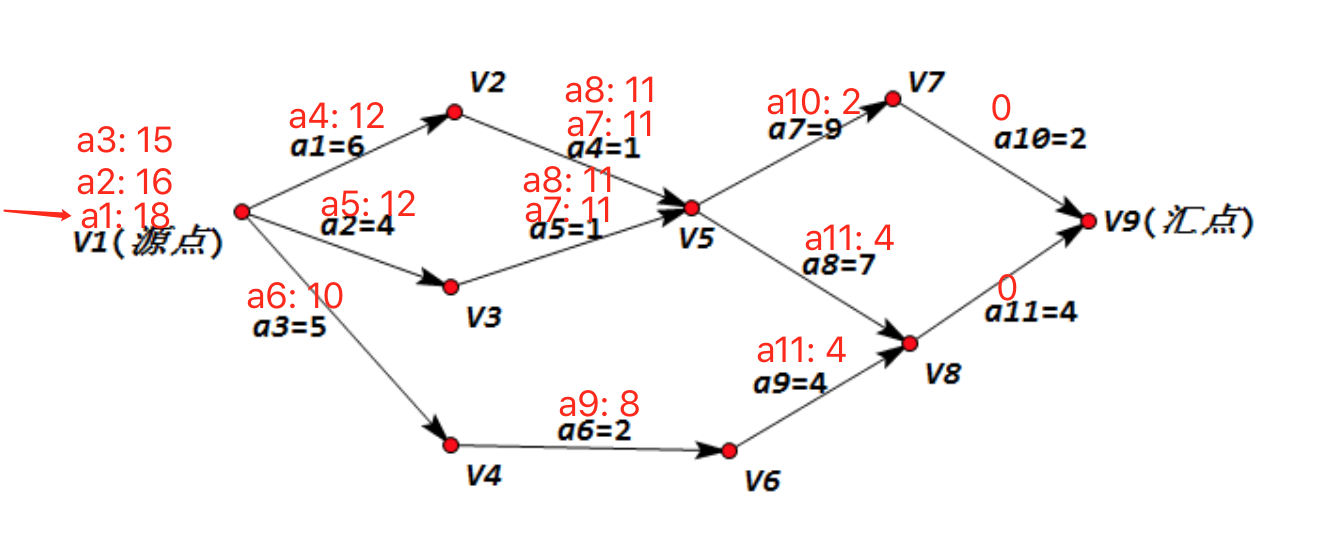 V2
V7
a8: 11
a10: 2
0
a4: 12
a7: 11
a7=9
a10=2
a3: 15
a1=6
a4=1
a2: 16
a8: 11
a1: 18
a5: 12
a7: 11
V9(汇点)
V1(源点)
a2=4
a5=1
V5
a11: 4
a8=7
a6: 10
V3
0
a3=5
a11=4
a11: 4
V8
a9=4
a9: 8
a6=2
V4
V6